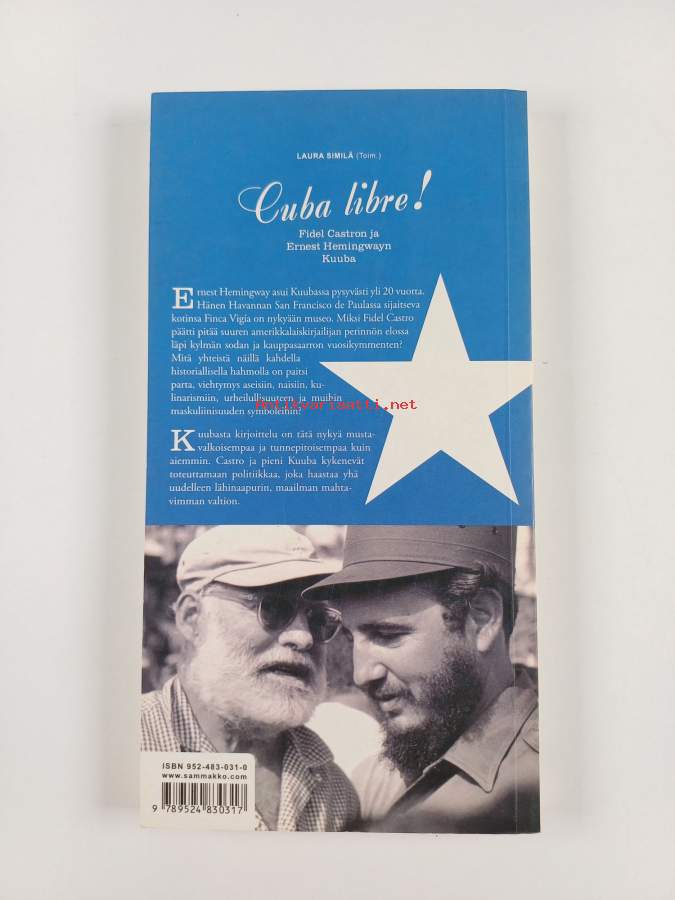 LAURA SIMILÄ (Toim.)
Cuba libre!
Fidel Castron ja
Ernest Hemingwayn
Kuuba
Ernest Hemingway asui Kuubassa pysyvästi yli 20 vuotta.
Hänen Havannan San Francisco de Paulassa sijaitseva
kotinsa Finca Vigía on nykyään museo. Miksi Fidel Castro
päätti pitää suuren amerikkalaiskirjailijan perinnön elossa
läpi kylmän sodan ja kauppasaarron vuosikymmenten?
Mitä yhteistä näillä kahdella
historiallisella hahmolla on paitsi
parta, viehtymys aseisiin, naisiin, ku-
linarismiin, urheilullisuuteen ja muihin
maskuliinisuuden symboleihin?
Antikvariaatti.net
Kuubasta kirjoittelu on tätä nykyä musta-
valkoisempaa ja tunnepitoisempaa kuin
aiemmin. Castro ja pieni Kuuba kykenevät
toteuttamaan politiikkaa, joka haastaa yhä
uudelleen lähinaapurin, maailman mahta-
vimman valtion.
ISBN 952-483-031-0
www.sammakko.com
9 789524 830317